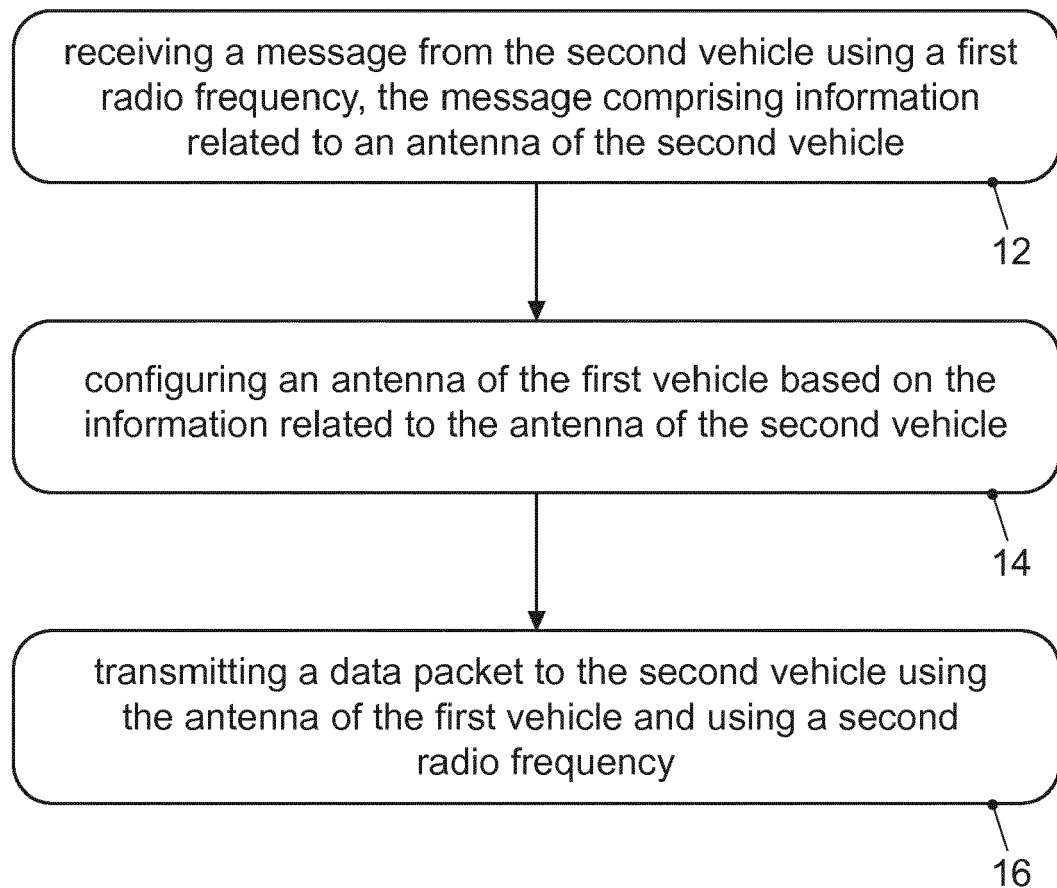 receiving a message from the second vehicle using a first
radio frequency, the message comprising information
related to an antenna of the second vehicle
12
configuring an antenna of the first vehicle based on the
information related to the antenna of the second vehicle
14
transmitting a data packet to the second vehicle using
the antenna of the first vehicle and using a second
radio frequency
16